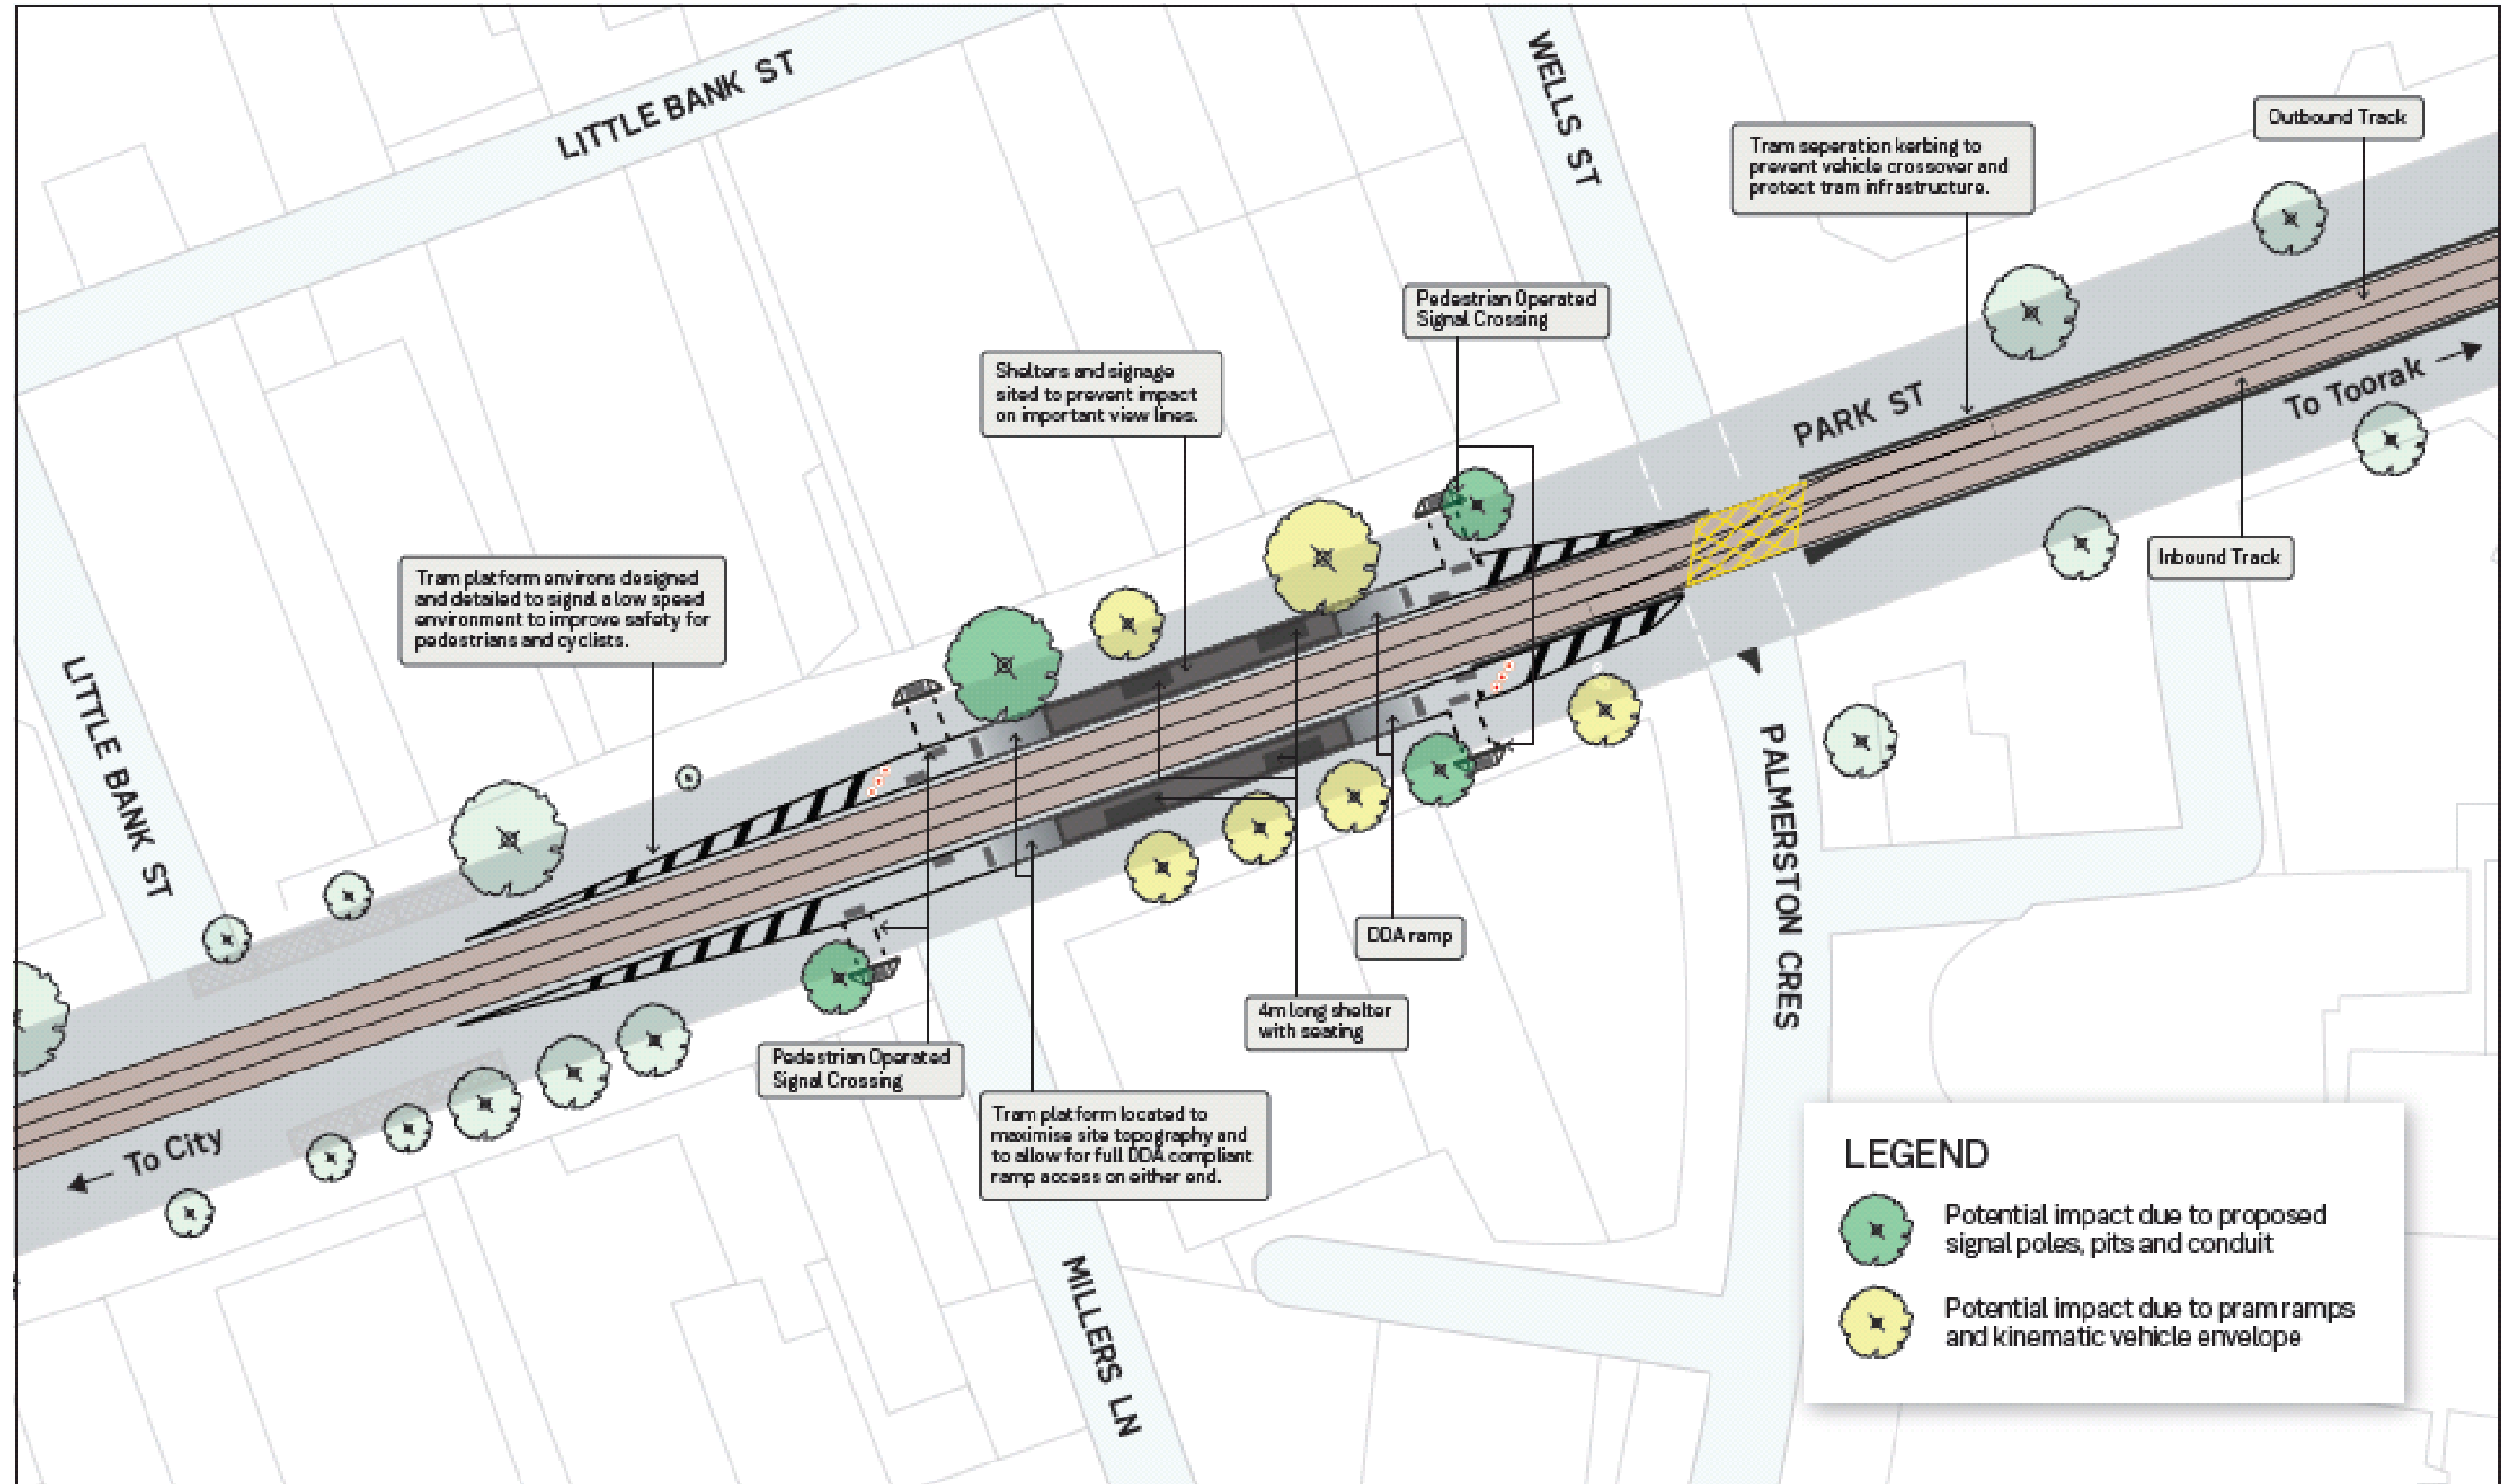 LITTLE BANK ST
WELLS ST
Outbound Track
Tram seperation kerbing to
prevent vehicle crossover and
protect tram infrastructure.
Pedestrian Operated
Signal Crossing
Shelters and signage
sited to prevent impact
on important view lines.
PARK ST
To Toorak
Inbound Track
Tram platform environs designed
and detailed to signal a low speed
environment to improve safety for
pedestrians and cyclists.
LITTLE BANK ST
PALMERSTON CRES
DDA ramp
4m long shelter
with seating
Pedestrian Operated
Signal Crossing
Tram platform located to
maximise site topography and
to allow for full DDA compliant
ramp access on either end.
To City
MILLERS LN
LEGEND
Potential impact due to proposed
signal poles, pits and conduit
Potential impact due to pram ramps
and kinematic vehicle envelope